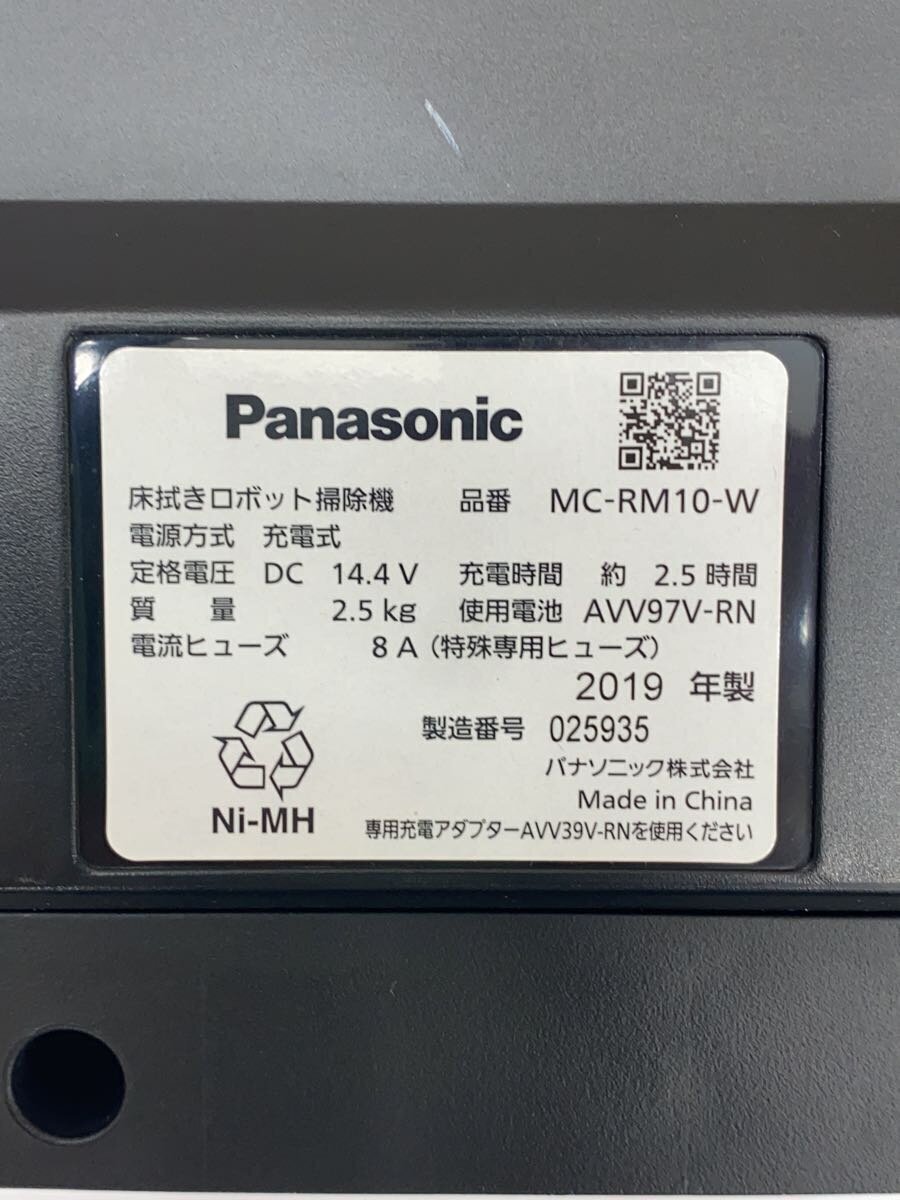 Panasonic
床拭きロボット掃除機 品番 MC-RM10-W
電源方式 充電式
定格電圧 DC 14.4 V 充電時間 約 2.5 時間
質 量 2.5 kg 使用電池 AVV97V-RN
電流ヒューズ 8 A (特殊専用ヒューズ)
2019 年製
製造番号 025935
パナソニック株式会社
Made in China
Ni-MH
専用充電アダプターAVV39V-RNを使用ください